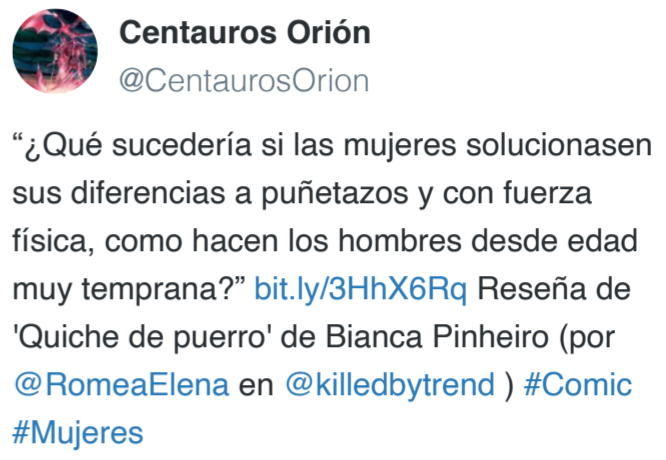 Centauros Orión
@CentaurosOrion
“¿Qué sucedería si las mujeres solucionasen
sus diferencias a puñetazos y con fuerza
física, como hacen los hombres desde edad
muy temprana?” bit.ly/3HhX6Rq Reseña de
'Quiche de puerro' de Bianca Pinheiro (por
@RomeaElena en @killedbytrend ) #Comic
#Mujeres